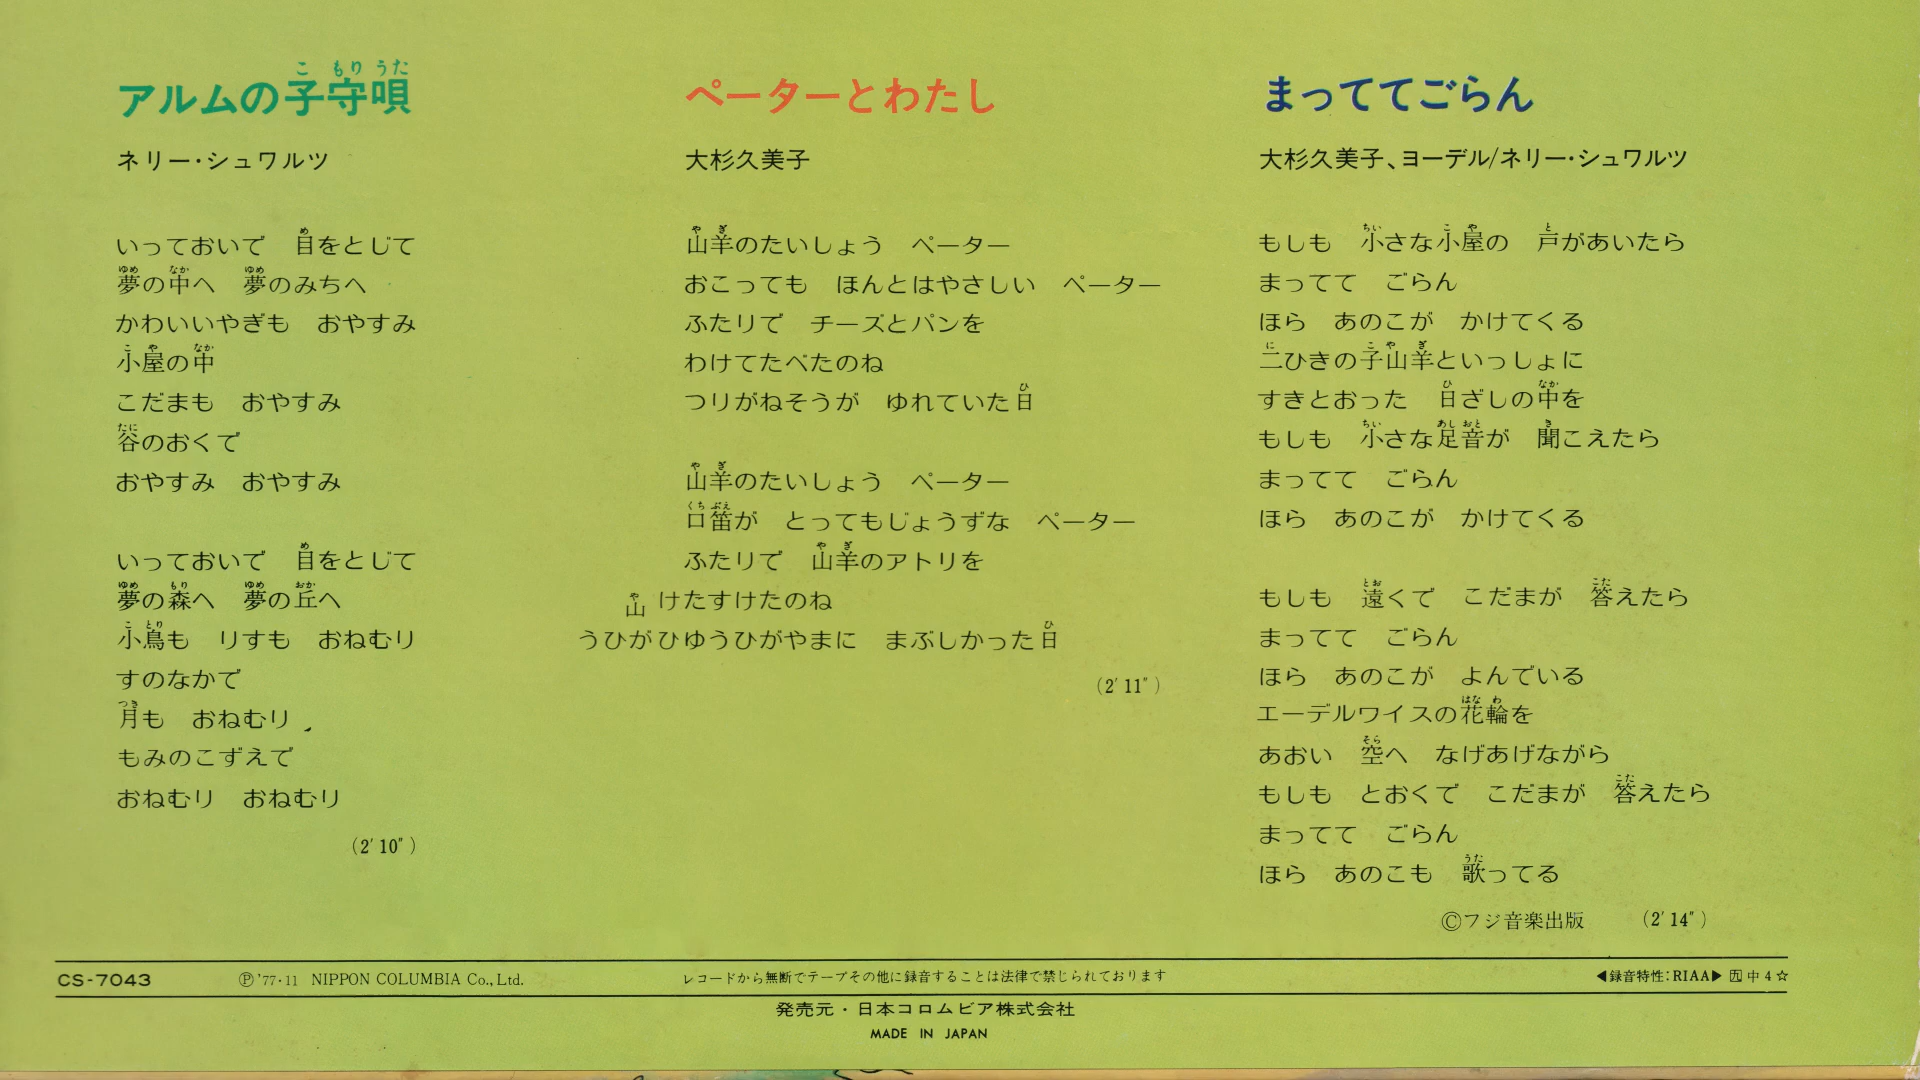 アルムの子守唄
ネリー・シュワルツ
いっておいで　目をとじて
夢の中へ　夢のみちへ
かわいいやぎも　おやすみ
小屋の中
こだまも　おやすみ
谷のおくで
おやすみ　おやすみ
いっておいで　目をとじて
夢の森へ　夢の丘へ
小鳥も　りすも　おねむり
すのなかで
月も　おねむり
もみのこずえで
おねむり　おねむり
(2′10″)
ペーターとわたし
大杉久美子
山羊のたいしょう　ペーター
おこっても　ほんとはやさしい　ペーター
ふたりで　チーズとパンを
わけてたべたのね
つりがねそうが　ゆれていた日
山羊のたいしょう　ペーター
口笛が　とってもじょうずな　ペーター
ふたりで　山羊のアトリを
山 けたすけたのね
うひがひゆうひがやまに　まぶしかった日
(2′11″)
まっててごらん
大杉久美子、ヨーデル/ネリー・シュワルツ
もしも　小さな小屋の　戸があいたら
まってて　ごらん
ほら　あのこが　かけてくる
二ひきの子山羊といっしょに
すきとおった　日ざしの中を
もしも　小さな足音が　聞こえたら
まってて　ごらん
ほら　あのこが　かけてくる
もしも　遠くで　こだまが　答えたら
まってて　ごらん
ほら　あのこが　よんでいる
エーデルワイスの花輪を
あおい　空へ　なげあげながら
もしも　とおくで　こだまが　答えたら
まってて　ごらん
ほら　あのこも　歌ってる
Ⓒフジ音楽出版　(2′14″)
CS-7043　Ⓟ'77・11 NIPPON COLUMBIA Co., Ltd.　レコードから無断でテープその他に録音することは法律で禁じられております　◀録音特性:RIAA▶ 中4☆
発売元・日本コロムビア株式会社
MADE IN JAPAN